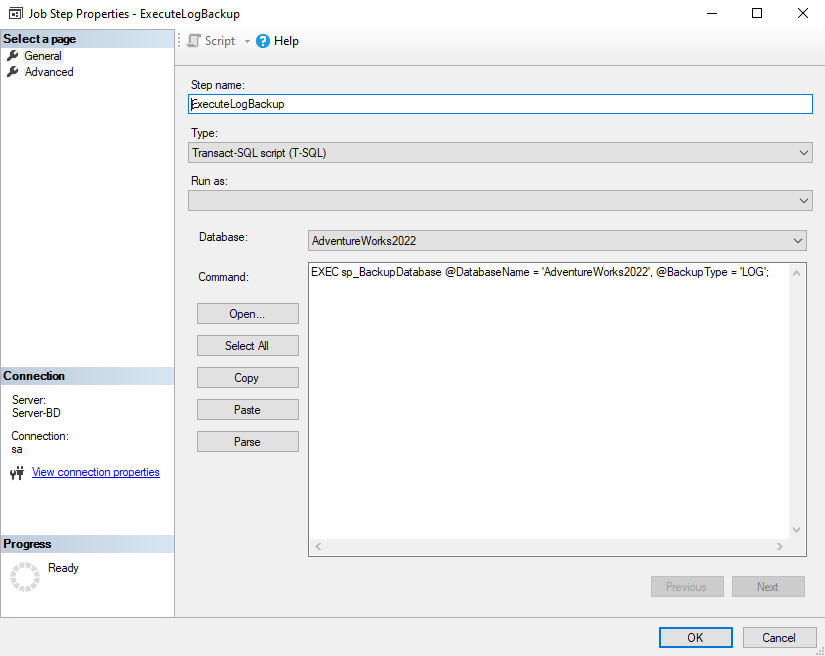 Job Step Properties - ExecuteLogBackup
Select a page
General
Advanced
Script
Help
Step name:
ExecuteLogBackup
Type:
Transact-SQL script (T-SQL)
Run as:
Database:
AdventureWorks2022
Command:
EXEC sp_BackupDatabase @DatabaseName = 'AdventureWorks2022', @BackupType = 'LOG';
Open...
Select All
Copy
Paste
Parse
Connection
Server:
Server-BD
Connection:
sa
View connection properties
Progress
Ready
Previous
Next
OK
Cancel